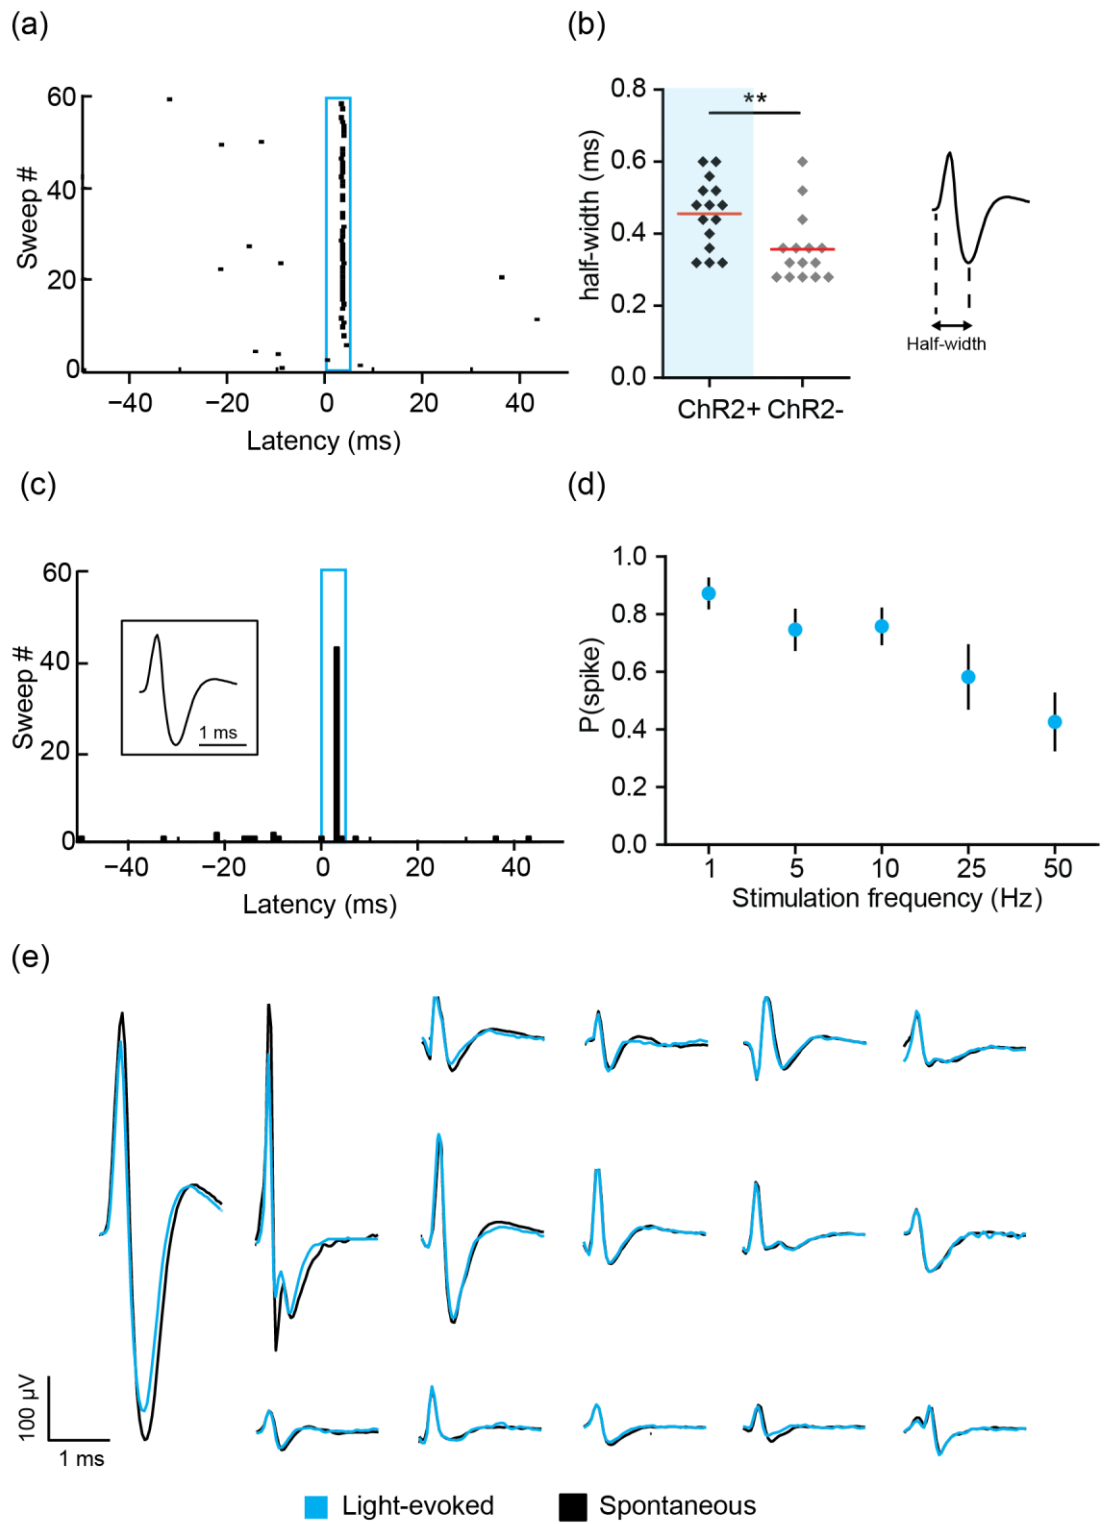 (a)
60
40
20
0
Sweep #
−40 −20 0 20 40
Latency (ms)
(b)
0.8
0.6
0.4
0.2
0.0
half-width (ms)
**
ChR2+ ChR2-
Half-width
(c)
60
40
20
0
Sweep #
1 ms
−40 −20 0 20 40
Latency (ms)
(d)
1.0
0.8
0.6
0.4
0.2
0.0
P(spike)
1 5 10 25 50
Stimulation frequency (Hz)
(e)
100 µV
1 ms
Light-evoked Spontaneous